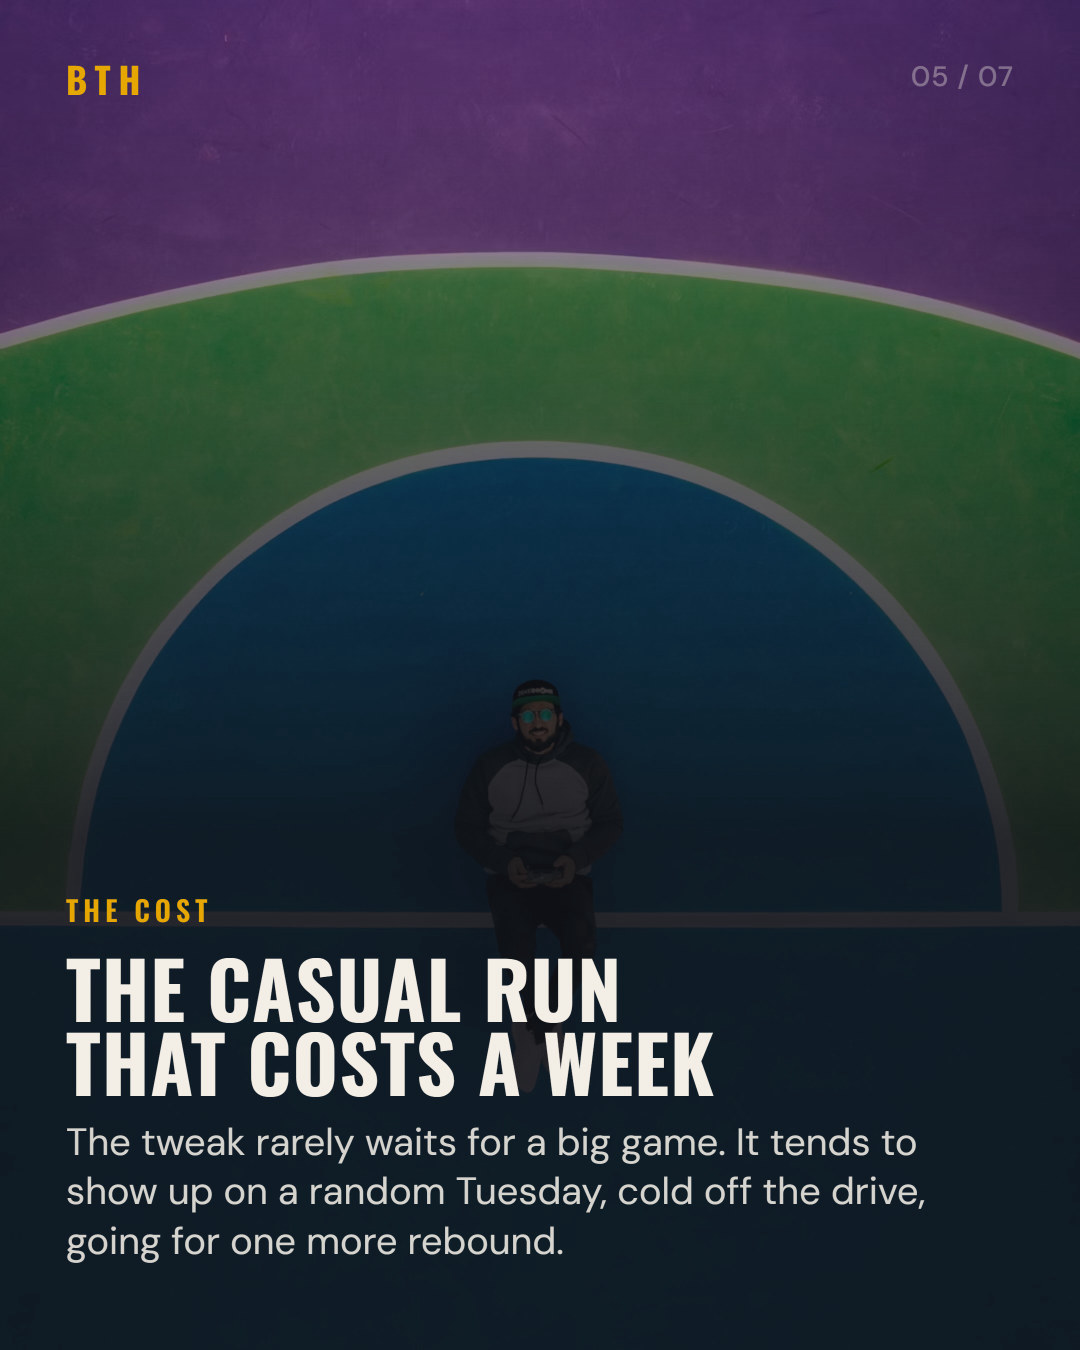 BTH
05 / 07
THE COST
THE CASUAL RUN
THAT COSTS A WEEK
The tweak rarely waits for a big game. It tends to
show up on a random Tuesday, cold off the drive,
going for one more rebound.